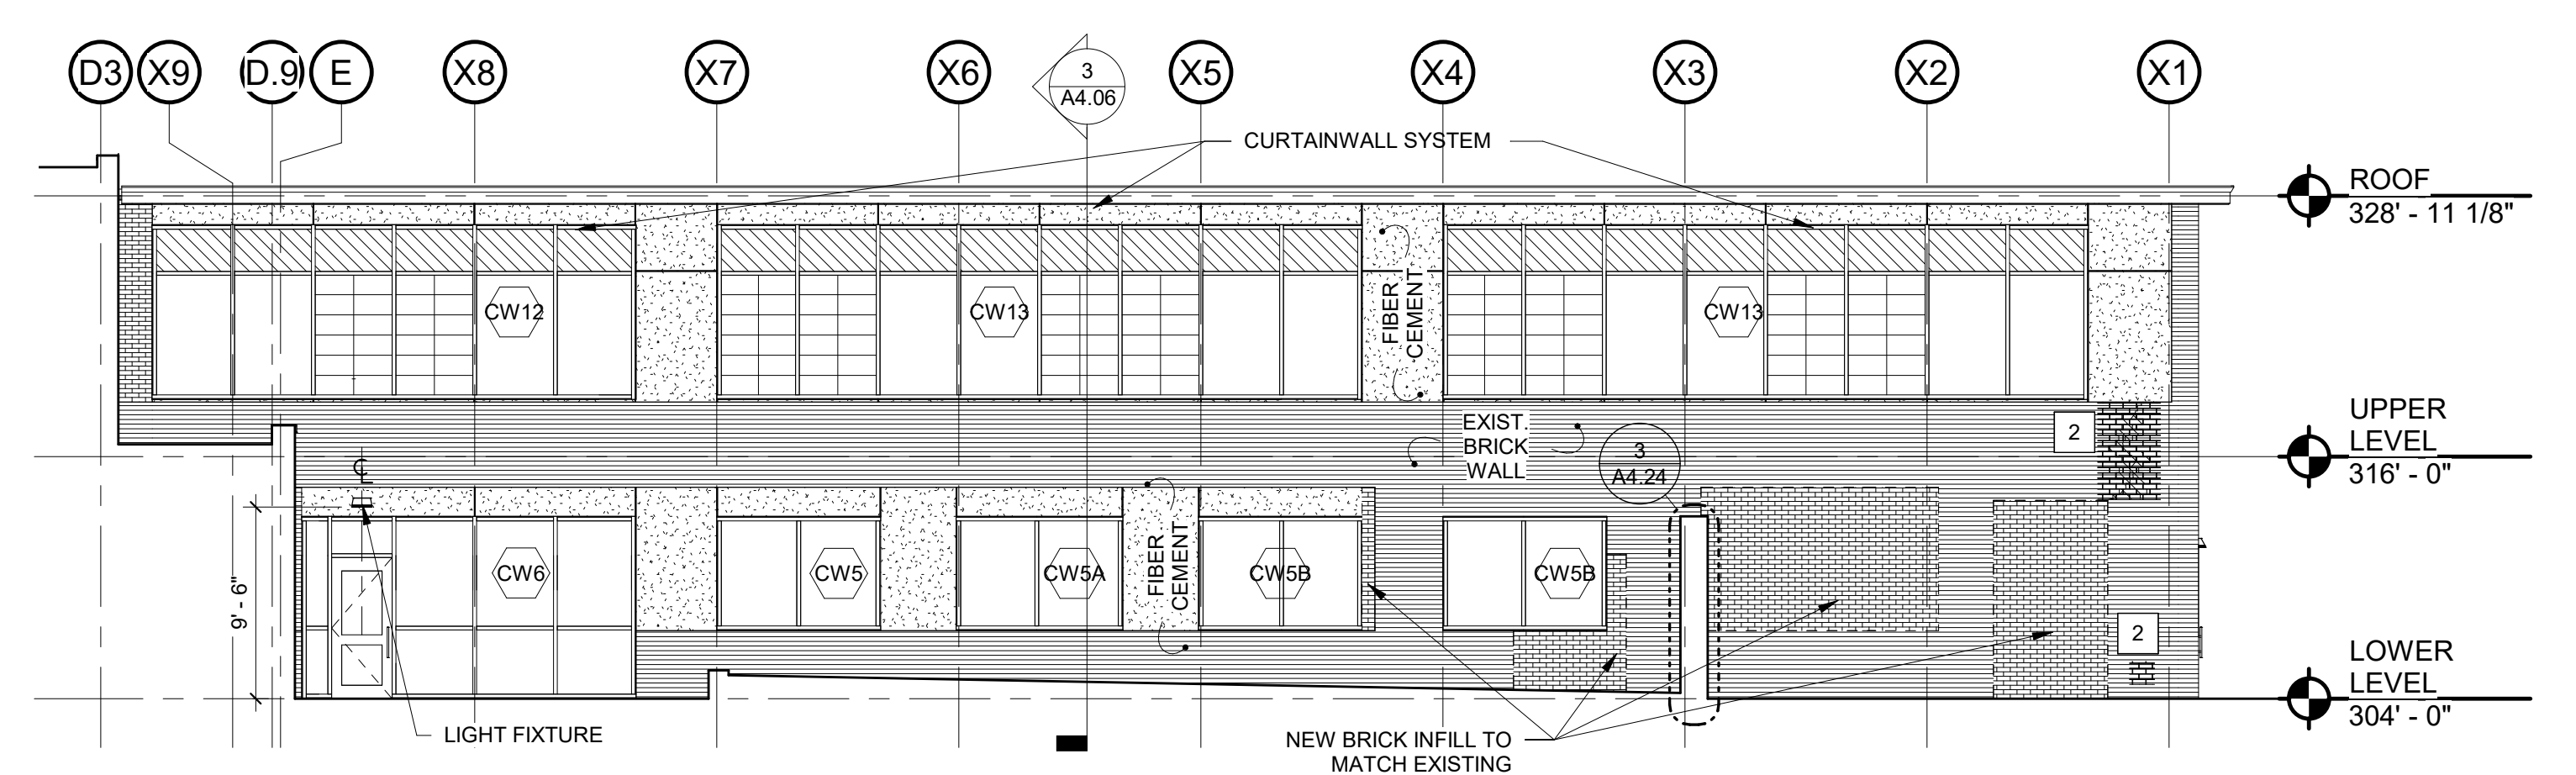 D3 X9 D.9 E X8 X7 X6 X5 X4 X3 X2 X1
3
A4.06
CURTAINWALL SYSTEM
ROOF
328' - 11 1/8"
CW12 CW13 CW13
FIBER
CEMENT
EXIST.
BRICK
WALL
2
UPPER
LEVEL
316' - 0"
3
A4.24
℄
9' - 6"
CW6 CW5 CW5A CW5B CW5B
FIBER
CEMENT
2
LOWER
LEVEL
304' - 0"
LIGHT FIXTURE
NEW BRICK INFILL TO
MATCH EXISTING